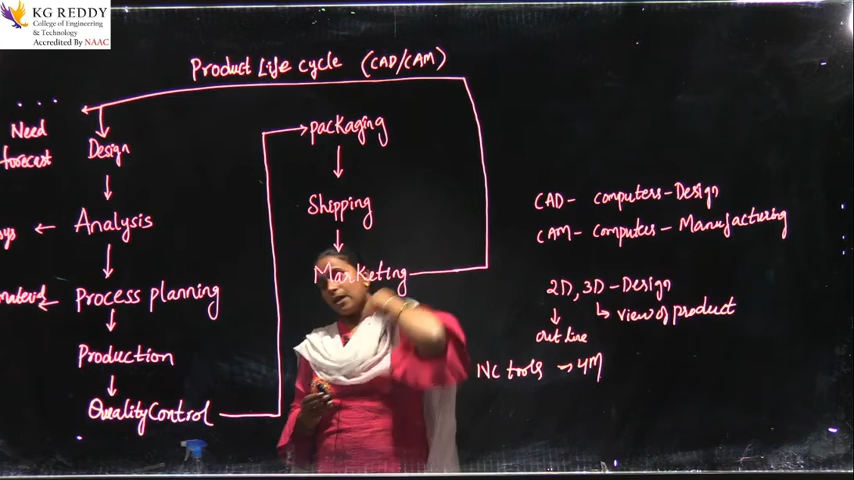 KG REDDY
College of Engineering
& Technology
Accredited By NAAC
Product Life cycle (CAD/CAM)
Need
forecast
Design
Analysis
Process planning
Production
Quality Control
packaging
Shipping
Marketing
CAD - computers - Design
CAM - computers - Manufacturing
2D, 3D - Design
out line
view of product
NC tools → 4M